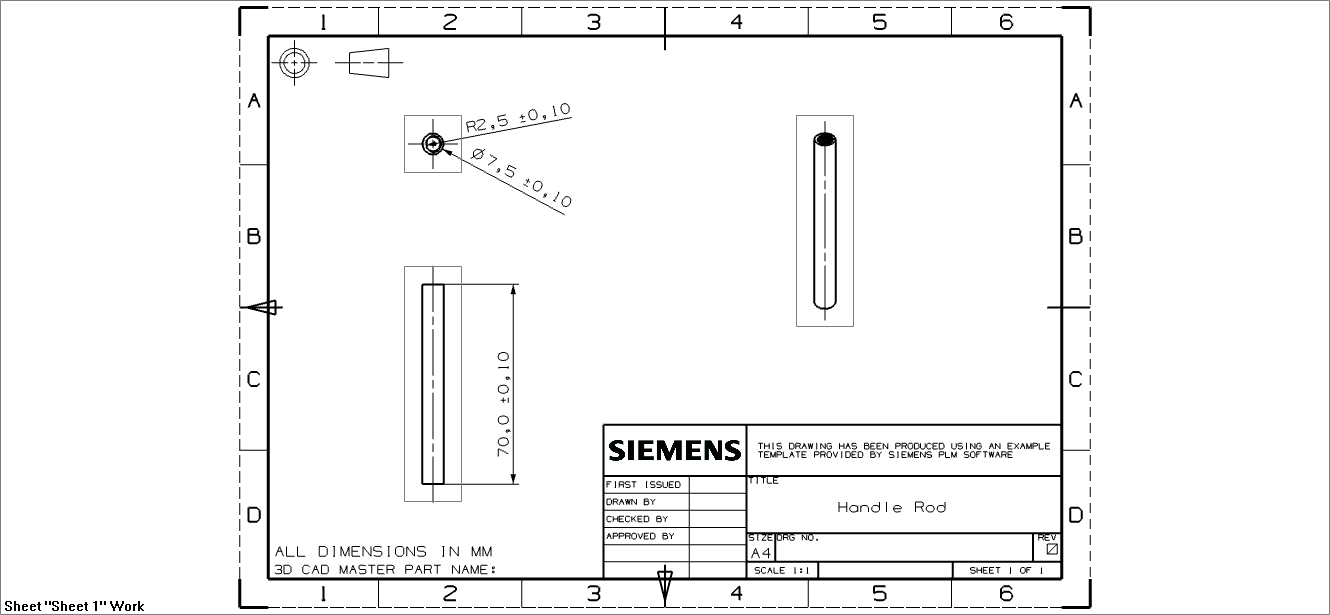 1 2 3 4 5 6
A A
R2,5 ±0,10
Ø7,5 ±0,10
B B
70,0 ±0,10
C C
SIEMENS
THIS DRAWING HAS BEEN PRODUCED USING AN EXAMPLE
TEMPLATE PROVIDED BY SIEMENS PLM SOFTWARE
FIRST ISSUED
TITLE
DRAWN BY
Handle Rod
CHECKED BY
D D
APPROVED BY
SIZE DRG NO. REV
A4
ALL DIMENSIONS IN MM
3D CAD MASTER PART NAME:
SCALE 1:1 SHEET 1 OF 1
1 2 3 4 5 6
Sheet "Sheet 1" Work